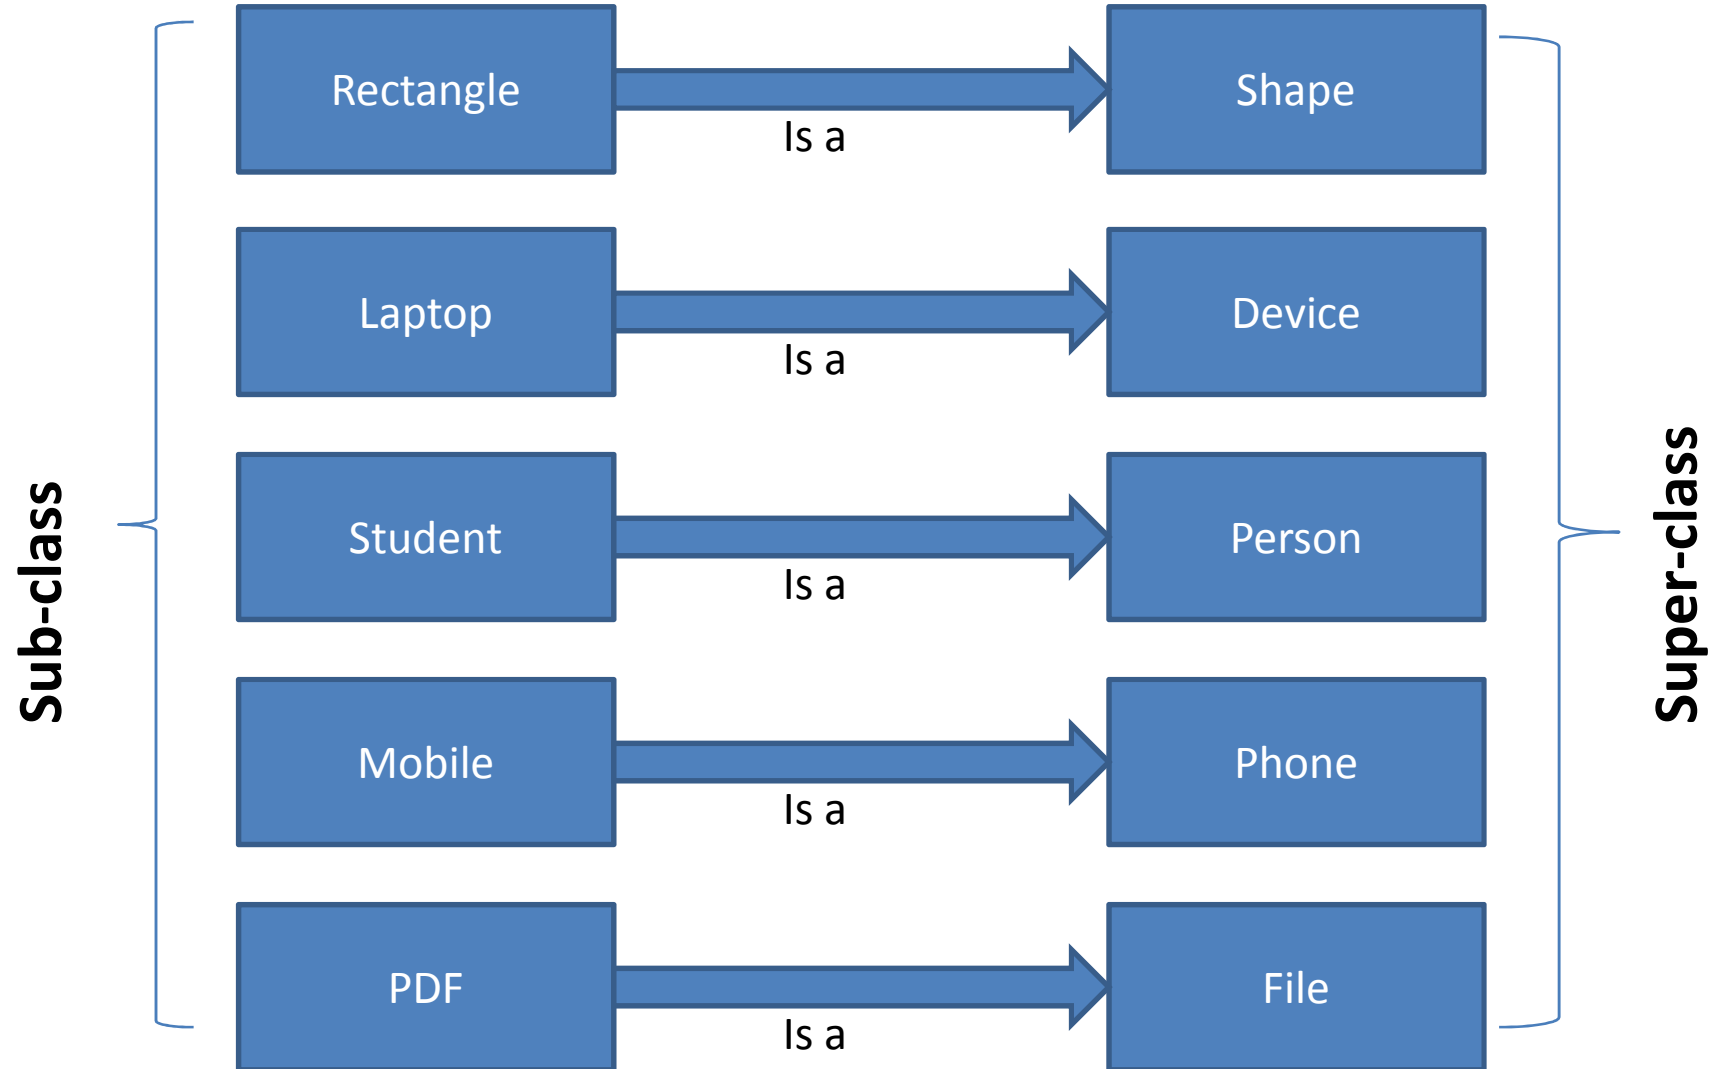 Rectangle
Is a
Shape
Laptop
Is a
Device
Sub-class
Student
Is a
Person
Super-class
Mobile
Is a
Phone
PDF
Is a
File